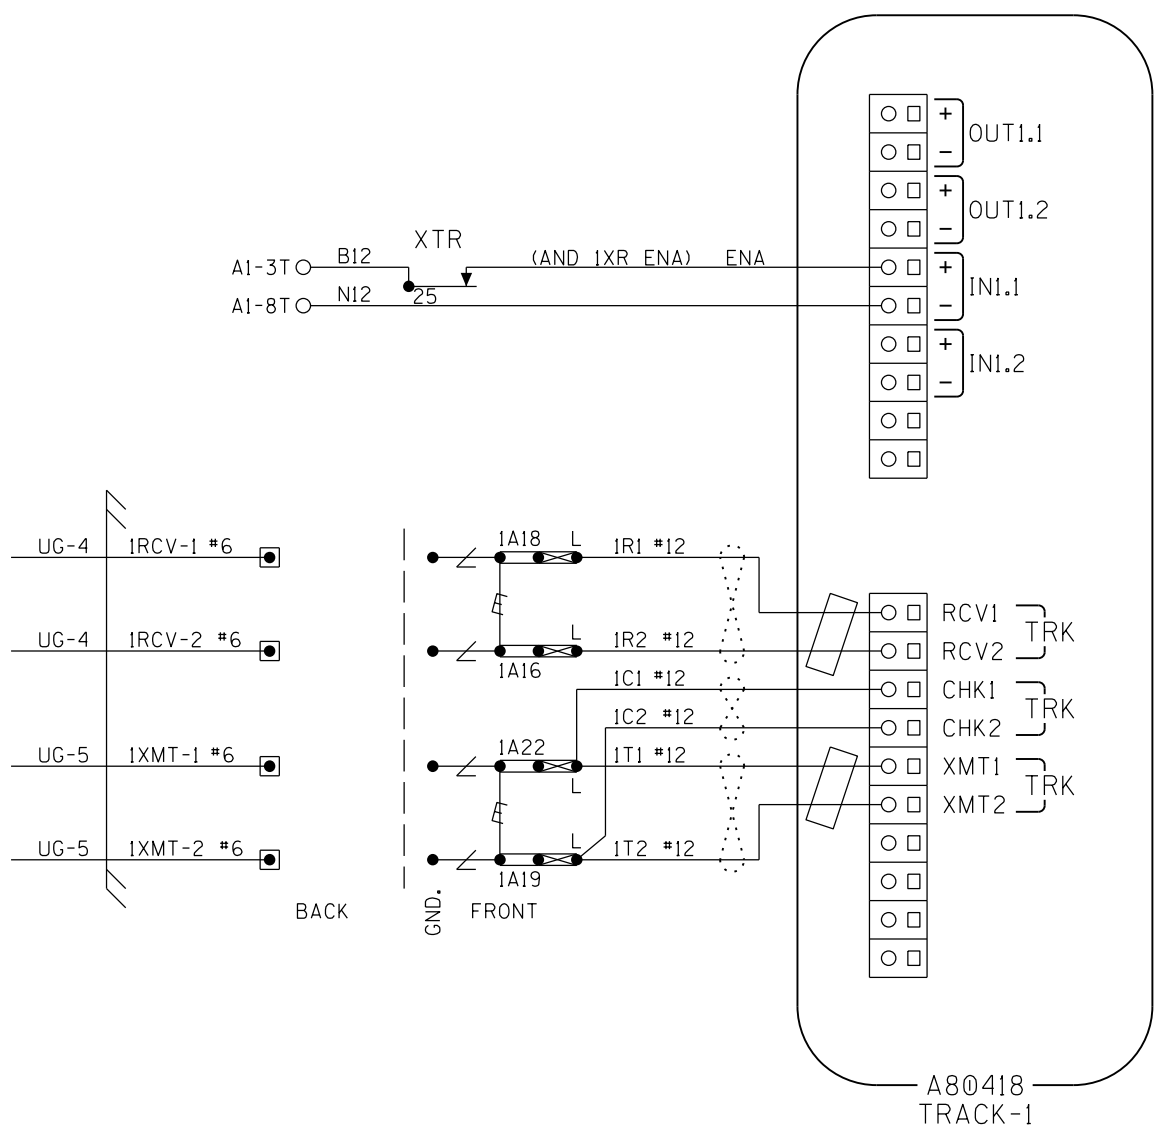 +
OUT1.1
−
+
OUT1.2
−
XTR
B12
(AND 1XR ENA)
ENA
A1-3T
+
IN1.1
25
N12
A1-8T
−
+
IN1.2
−
UG-4 1RCV-1 #6
1A18
L
1R1 #12
RCV1
TRK
UG-4 1RCV-2 #6
L
1R2 #12
RCV2
1A16
1C1 #12
CHK1
TRK
1C2 #12
CHK2
UG-5 1XMT-1 #6
1A22
1T1 #12
L
XMT1
TRK
XMT2
UG-5 1XMT-2 #6
L
1T2 #12
1A19
BACK
GND.
FRONT
A80418
TRACK-1